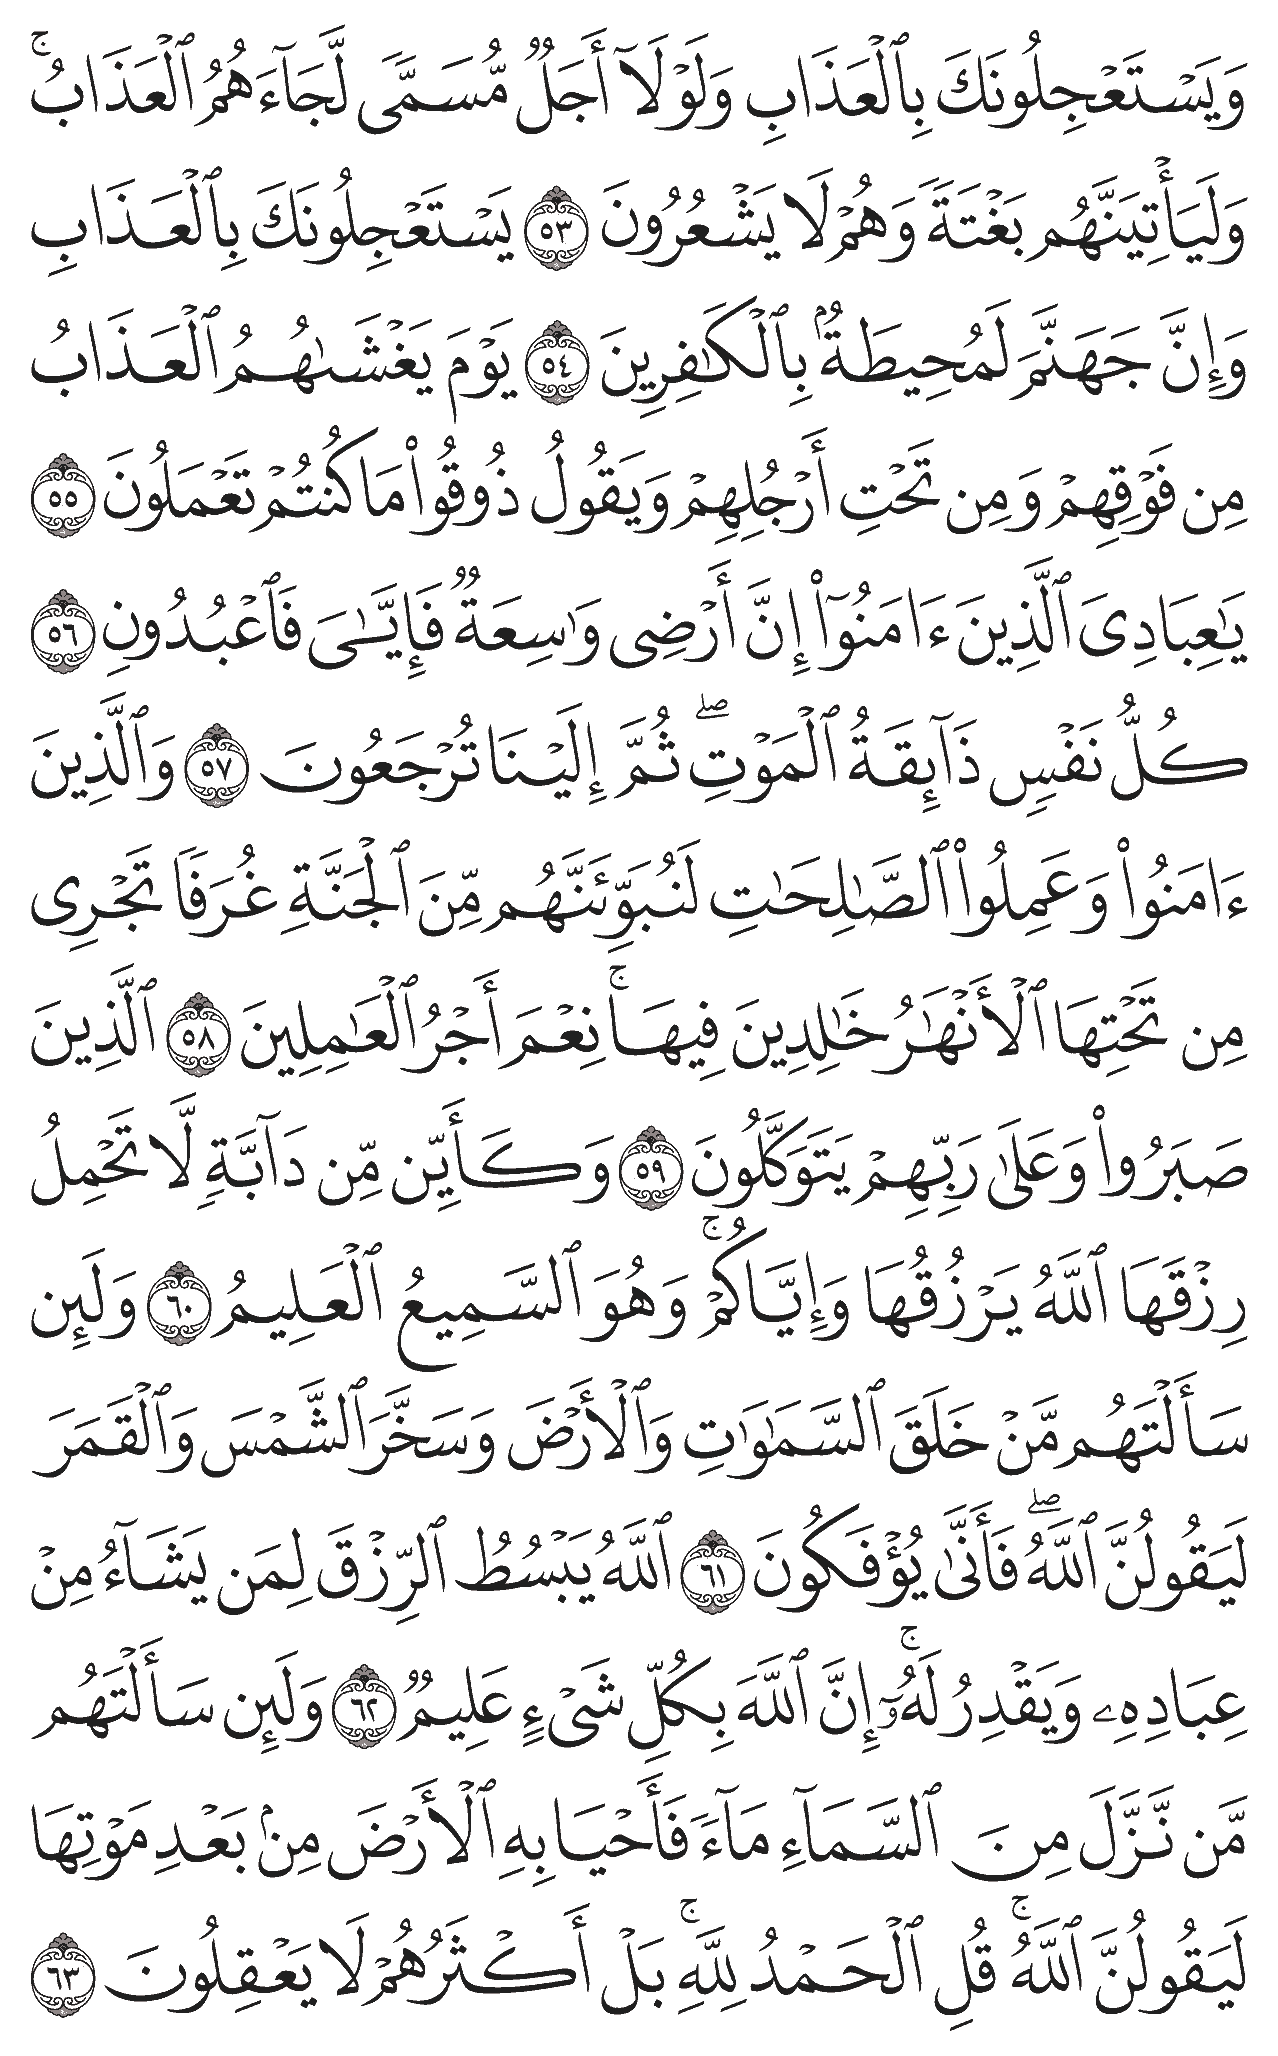 وَيَسْتَعْجِلُونَكَ بِٱلْعَذَابِ وَلَوْلَآ أَجَلٌۭ مُّسَمًّۭى لَّجَآءَهُمُ ٱلْعَذَابُۚ
وَلَيَأْتِيَنَّهُم بَغْتَةًۭ وَهُمْ لَا يَشْعُرُونَ ٥٣ يَسْتَعْجِلُونَكَ بِٱلْعَذَابِ
وَإِنَّ جَهَنَّمَ لَمُحِيطَةٌۢ بِٱلْكَٰفِرِينَ ٥٤ يَوْمَ يَغْشَىٰهُمُ ٱلْعَذَابُ
مِن فَوْقِهِمْ وَمِن تَحْتِ أَرْجُلِهِمْ وَيَقُولُ ذُوقُوا۟ مَا كُنتُمْ تَعْمَلُونَ ٥٥
يَٰعِبَادِىَ ٱلَّذِينَ ءَامَنُوٓا۟ إِنَّ أَرْضِى وَٰسِعَةٌۭ فَإِيَّٰىَ فَٱعْبُدُونِ ٥٦
كُلُّ نَفْسٍۢ ذَآئِقَةُ ٱلْمَوْتِۖ ثُمَّ إِلَيْنَا تُرْجَعُونَ ٥٧ وَٱلَّذِينَ
ءَامَنُوا۟ وَعَمِلُوا۟ ٱلصَّٰلِحَٰتِ لَنُبَوِّئَنَّهُم مِّنَ ٱلْجَنَّةِ غُرَفًۭا تَجْرِى
مِن تَحْتِهَا ٱلْأَنْهَٰرُ خَٰلِدِينَ فِيهَاۚ نِعْمَ أَجْرُ ٱلْعَٰمِلِينَ ٥٨ ٱلَّذِينَ
صَبَرُوا۟ وَعَلَىٰ رَبِّهِمْ يَتَوَكَّلُونَ ٥٩ وَكَأَيِّن مِّن دَآبَّةٍۢ لَّا تَحْمِلُ
رِزْقَهَا ٱللَّهُ يَرْزُقُهَا وَإِيَّاكُمْۚ وَهُوَ ٱلسَّمِيعُ ٱلْعَلِيمُ ٦٠ وَلَئِن
سَأَلْتَهُم مَّنْ خَلَقَ ٱلسَّمَٰوَٰتِ وَٱلْأَرْضَ وَسَخَّرَ ٱلشَّمْسَ وَٱلْقَمَرَ
لَيَقُولُنَّ ٱللَّهُۖ فَأَنَّىٰ يُؤْفَكُونَ ٦١ ٱللَّهُ يَبْسُطُ ٱلرِّزْقَ لِمَن يَشَآءُ مِنْ
عِبَادِهِۦ وَيَقْدِرُ لَهُۥٓۚ إِنَّ ٱللَّهَ بِكُلِّ شَىْءٍ عَلِيمٌۭ ٦٢ وَلَئِن سَأَلْتَهُم
مَّن نَّزَّلَ مِنَ ٱلسَّمَآءِ مَآءًۭ فَأَحْيَا بِهِ ٱلْأَرْضَ مِنۢ بَعْدِ مَوْتِهَا
لَيَقُولُنَّ ٱللَّهُۚ قُلِ ٱلْحَمْدُ لِلَّهِۚ بَلْ أَكْثَرُهُمْ لَا يَعْقِلُونَ ٦٣